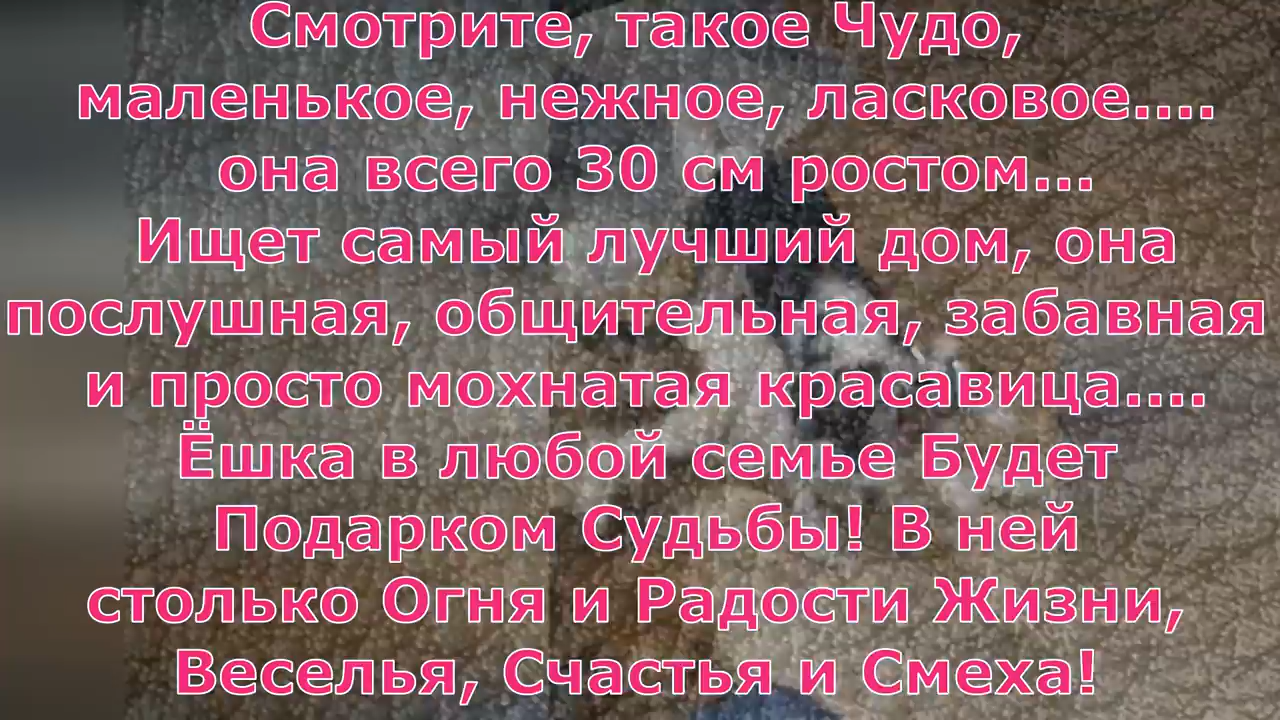 Смотрите, такое Чудо,
маленькое, нежное, ласковое....
она всего 30 см ростом...
Ищет самый лучший дом, она
послушная, общительная, забавная
и просто мохнатая красавица....
Ёшка в любой семье Будет
Подарком Судьбы! В ней
столько Огня и Радости Жизни,
Веселья, Счастья и Смеха!